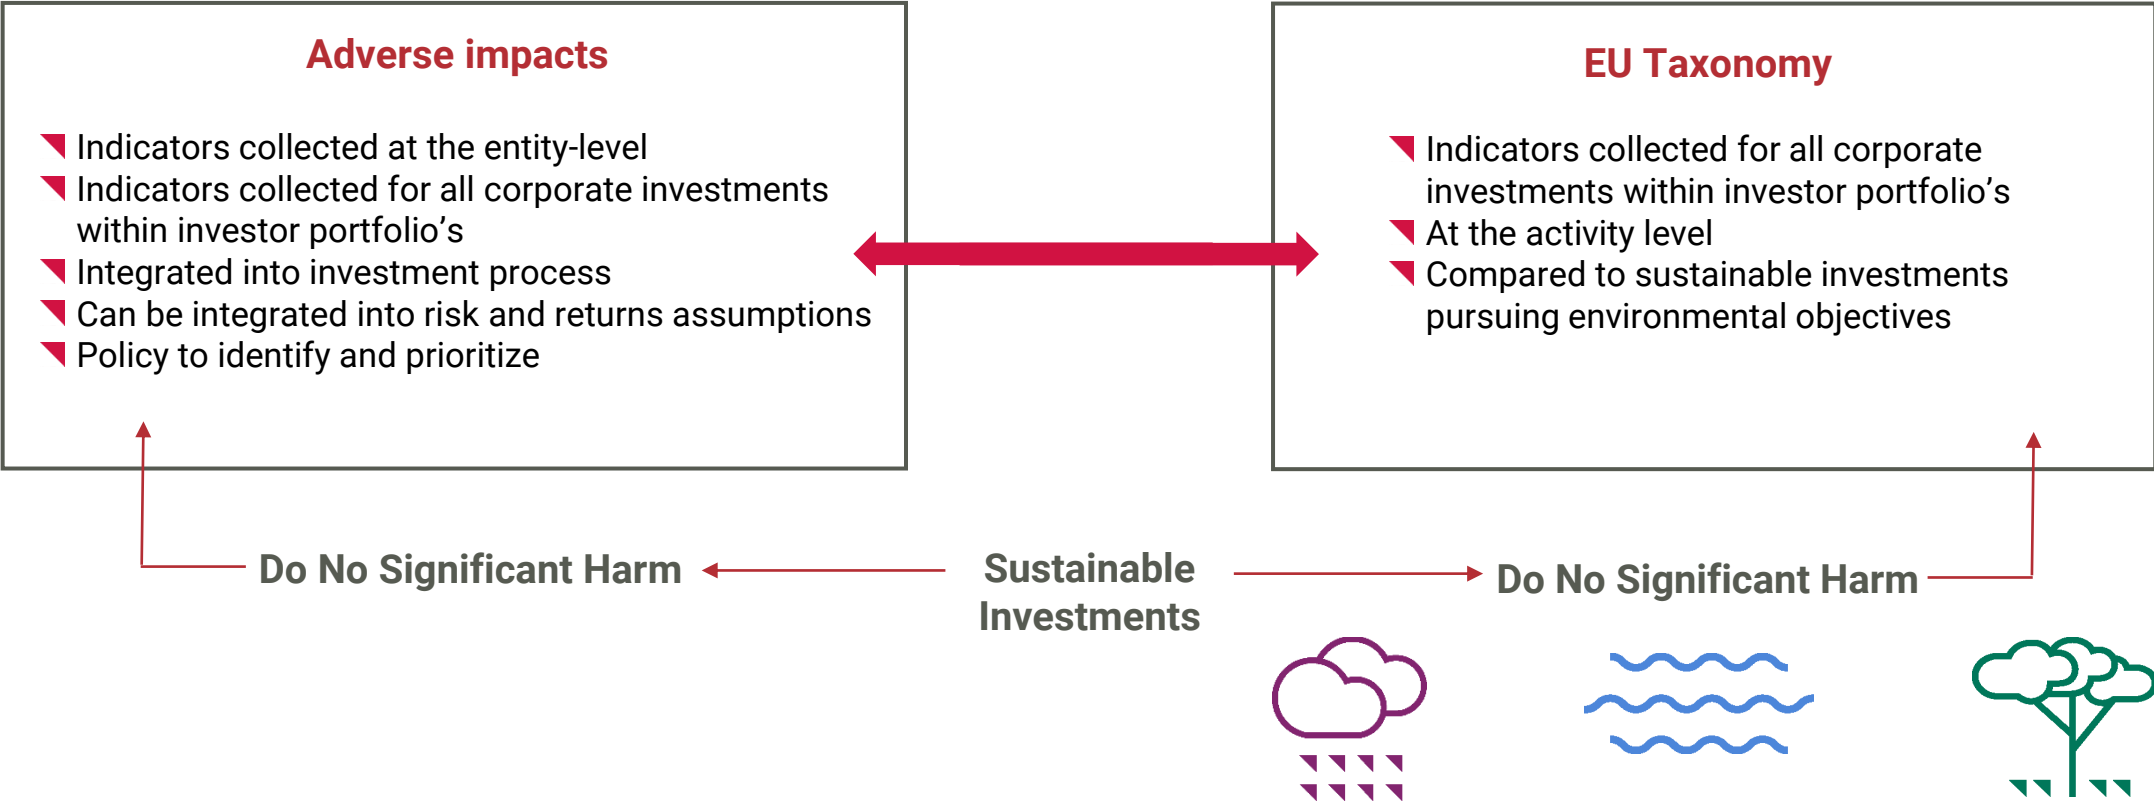 Adverse impacts
Indicators collected at the entity-level
Indicators collected for all corporate investments
within investor portfolio’s
Integrated into investment process
Can be integrated into risk and returns assumptions
Policy to identify and prioritize
EU Taxonomy
Indicators collected for all corporate
investments within investor portfolio’s
At the activity level
Compared to sustainable investments
pursuing environmental objectives
Do No Significant Harm
Sustainable
Investments
Do No Significant Harm